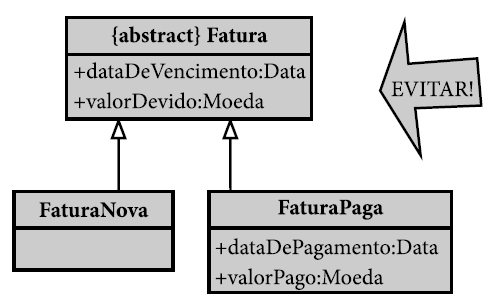 {abstract} Fatura
+dataDeVencimento:Data
+valorDevido:Moeda
EVITAR!
FaturaNova
FaturaPaga
+dataDePagamento:Data
+valorPago:Moeda